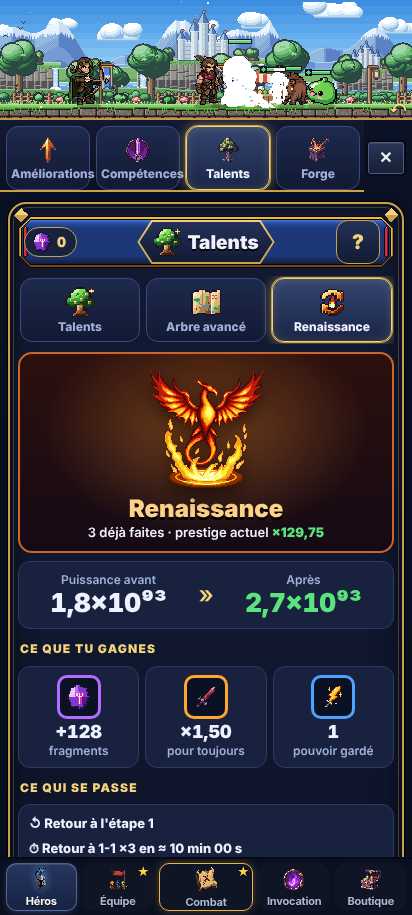 Améliorations
Compétences
Talents
Forge
×
0
Talents
?
Talents
Arbre avancé
Renaissance
Renaissance
3 déjà faites · prestige actuel ×129,75
Puissance avant
1,8×10⁹³
»
Après
2,7×10⁹³
CE QUE TU GAGNES
+128
fragments
×1,50
pour toujours
1
pouvoir gardé
CE QUI SE PASSE
Retour à l'étape 1
Retour à 1-1 ×3 en ≈ 10 min 00 s
Héros
Équipe
Combat
Invocation
Boutique